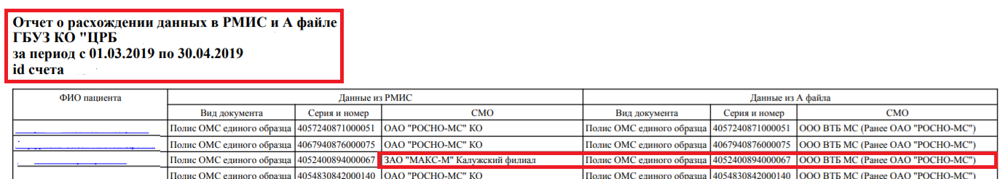 Отчет о расхождении данных в РМИС и А файле
ГБУЗ КО "ЦРБ
за период с 01.03.2019 по 30.04.2019
id счета
ФИО пациента Данные из РМИС Данные из А файла
Вид документа Серия и номер СМО Вид документа Серия и номер СМО
Полис ОМС единого образца 4057240871000051 ОАО "РОСНО-МС" КО Полис ОМС единого образца 4057240871000051 ООО ВТБ МС (Ранее ОАО "РОСНО-МС")
Полис ОМС единого образца 4067940876000075 ОАО "РОСНО-МС" КО Полис ОМС единого образца 4067940876000075 ООО ВТБ МС (Ранее ОАО "РОСНО-МС")
Полис ОМС единого образца 4052400894000067 ЗАО "МАКС-М" Калужский филиал Полис ОМС единого образца 4052400894000067 ООО ВТБ МС (Ранее ОАО "РОСНО-МС")
Полис ОМС единого образца 4054830842000140 ОАО "РОСНО-МС" КО Полис ОМС единого образца 4054830842000140 ООО ВТБ МС (Ранее ОАО "РОСНО-МС")